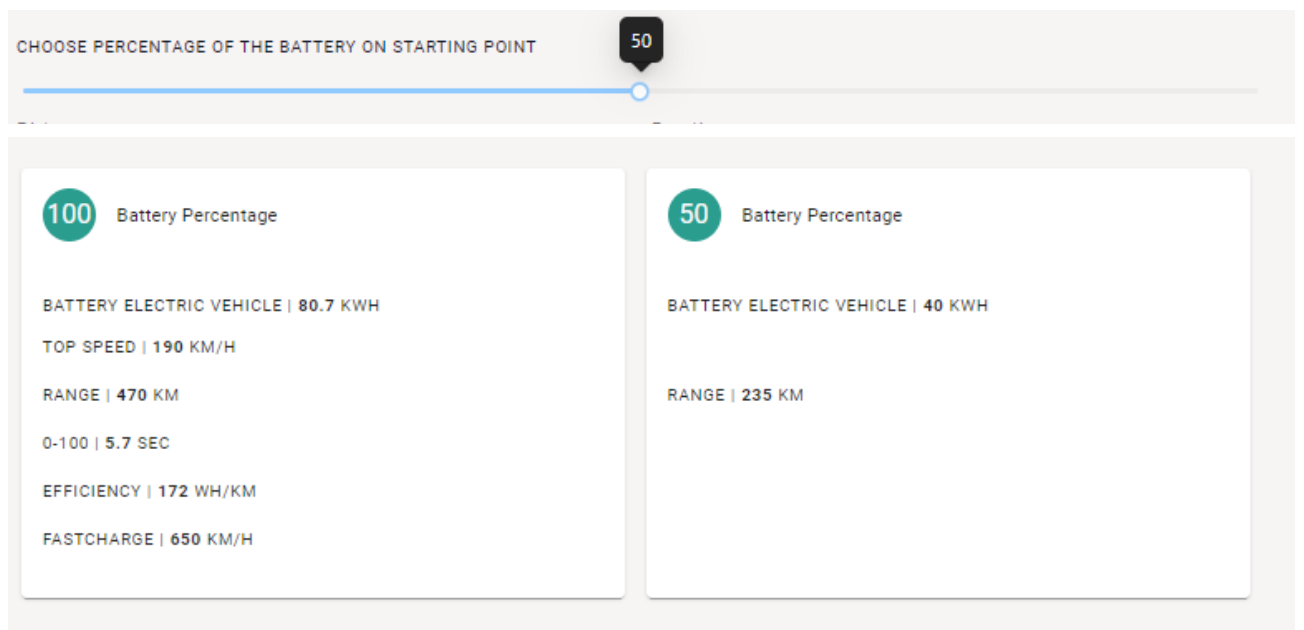 CHOOSE PERCENTAGE OF THE BATTERY ON STARTING POINT
50
100 Battery Percentage
BATTERY ELECTRIC VEHICLE | 80.7 KWH
TOP SPEED | 190 KM/H
RANGE | 470 KM
0-100 | 5.7 SEC
EFFICIENCY | 172 WH/KM
FASTCHARGE | 650 KM/H
50 Battery Percentage
BATTERY ELECTRIC VEHICLE | 40 KWH
RANGE | 235 KM